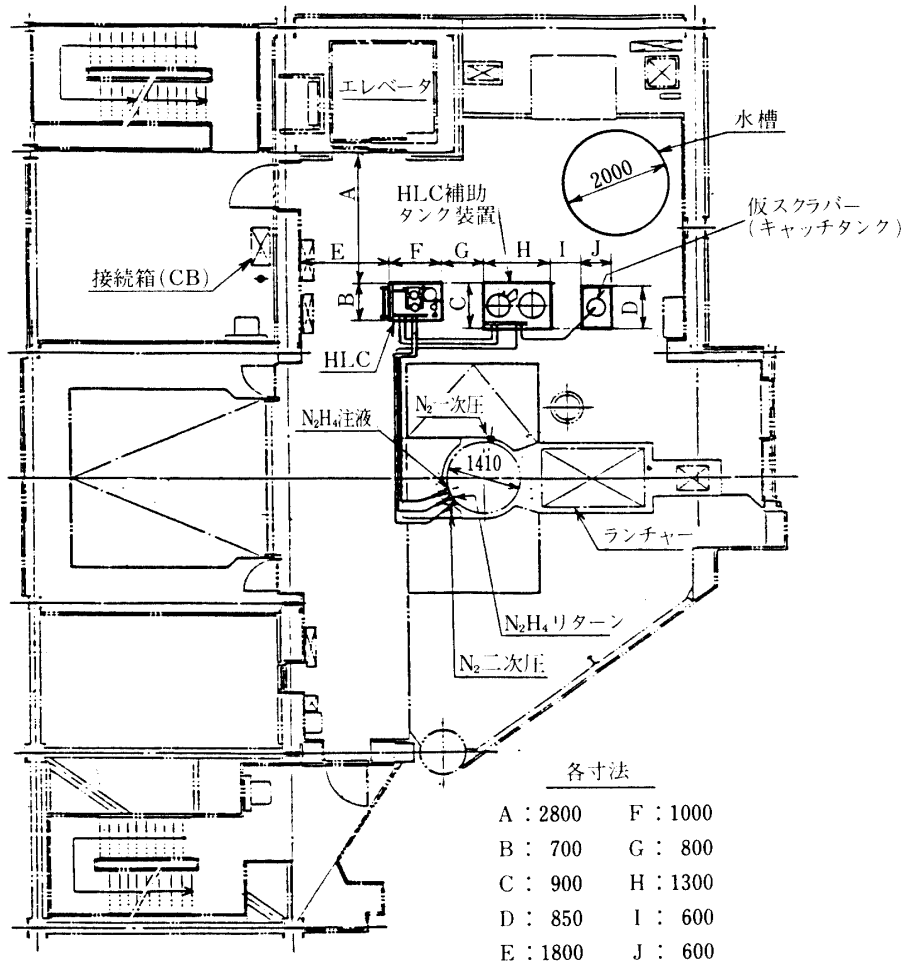 エレベータ
水槽
2000
HLC補助
タンク装置
仮スクラバー
(キャッチタンク)
A
E
F
G
H
I
J
接続箱(CB)
B
C
D
HLC
N₂H₄注液
N₂一次圧
1410
ランチャー
N₂H₄リターン
N₂二次圧
各寸法
A：2800 F：1000
B：700 G：800
C：900 H：1300
D：850 I：600
E：1800 J：600